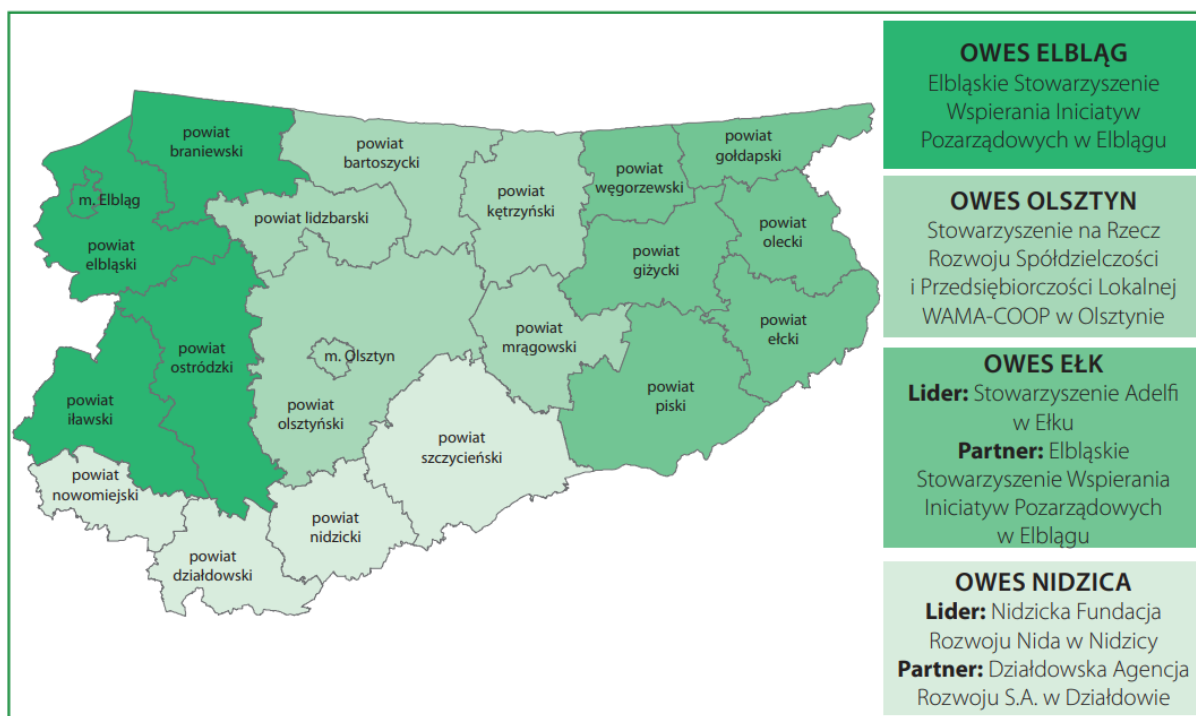 powiat
braniewski
powiat
bartoszycki
powiat
gołdapski
powiat
węgorzewski
m. Elbląg
powiat
kętrzyński
powiat lidzbarski
powiat
olecki
powiat
elbląski
powiat
giżycki
powiat
ełcki
powiat
ostródzki
m. Olsztyn
powiat
mrągowski
powiat
piski
powiat
iławski
powiat
olsztyński
powiat
szczycieński
powiat
nowomiejski
powiat
nidzicki
powiat
działdowski
OWES ELBLĄG
Elbląskie Stowarzyszenie
Wspierania Iniciatyw
Pozarządowych w Elblągu
OWES OLSZTYN
Stowarzyszenie na Rzecz
Rozwoju Spółdzielczości
i Przedsiębiorczości Lokalnej
WAMA-COOP w Olsztynie
OWES EŁK
Lider: Stowarzyszenie Adelfi
w Ełku
Partner: Elbląskie
Stowarzyszenie Wspierania
Iniciatyw Pozarządowych
w Elblągu
OWES NIDZICA
Lider: Nidzicka Fundacja
Rozwoju Nida w Nidzicy
Partner: Działdowska Agencja
Rozwoju S.A. w Działdowie